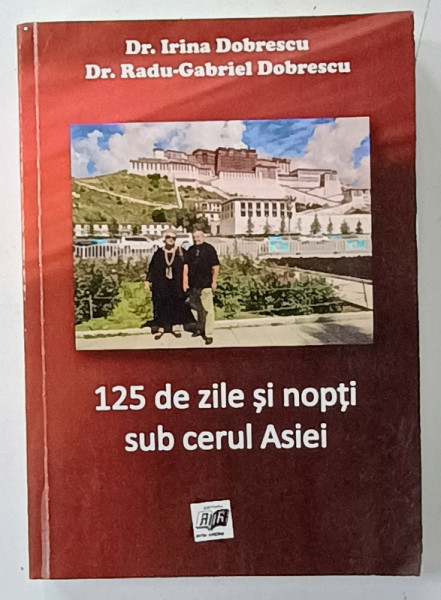 Dr. Irina Dobrescu
Dr. Radu-Gabriel Dobrescu
125 de zile și nopți
sub cerul Asiei